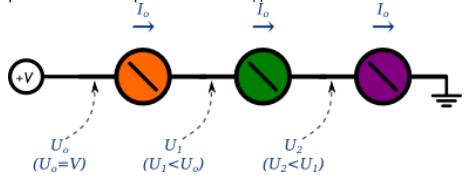 I₀ I₀ I₀
+V
U₀ U₁ U₂
(U₀=V) (U₁<U₀) (U₂<U₁)